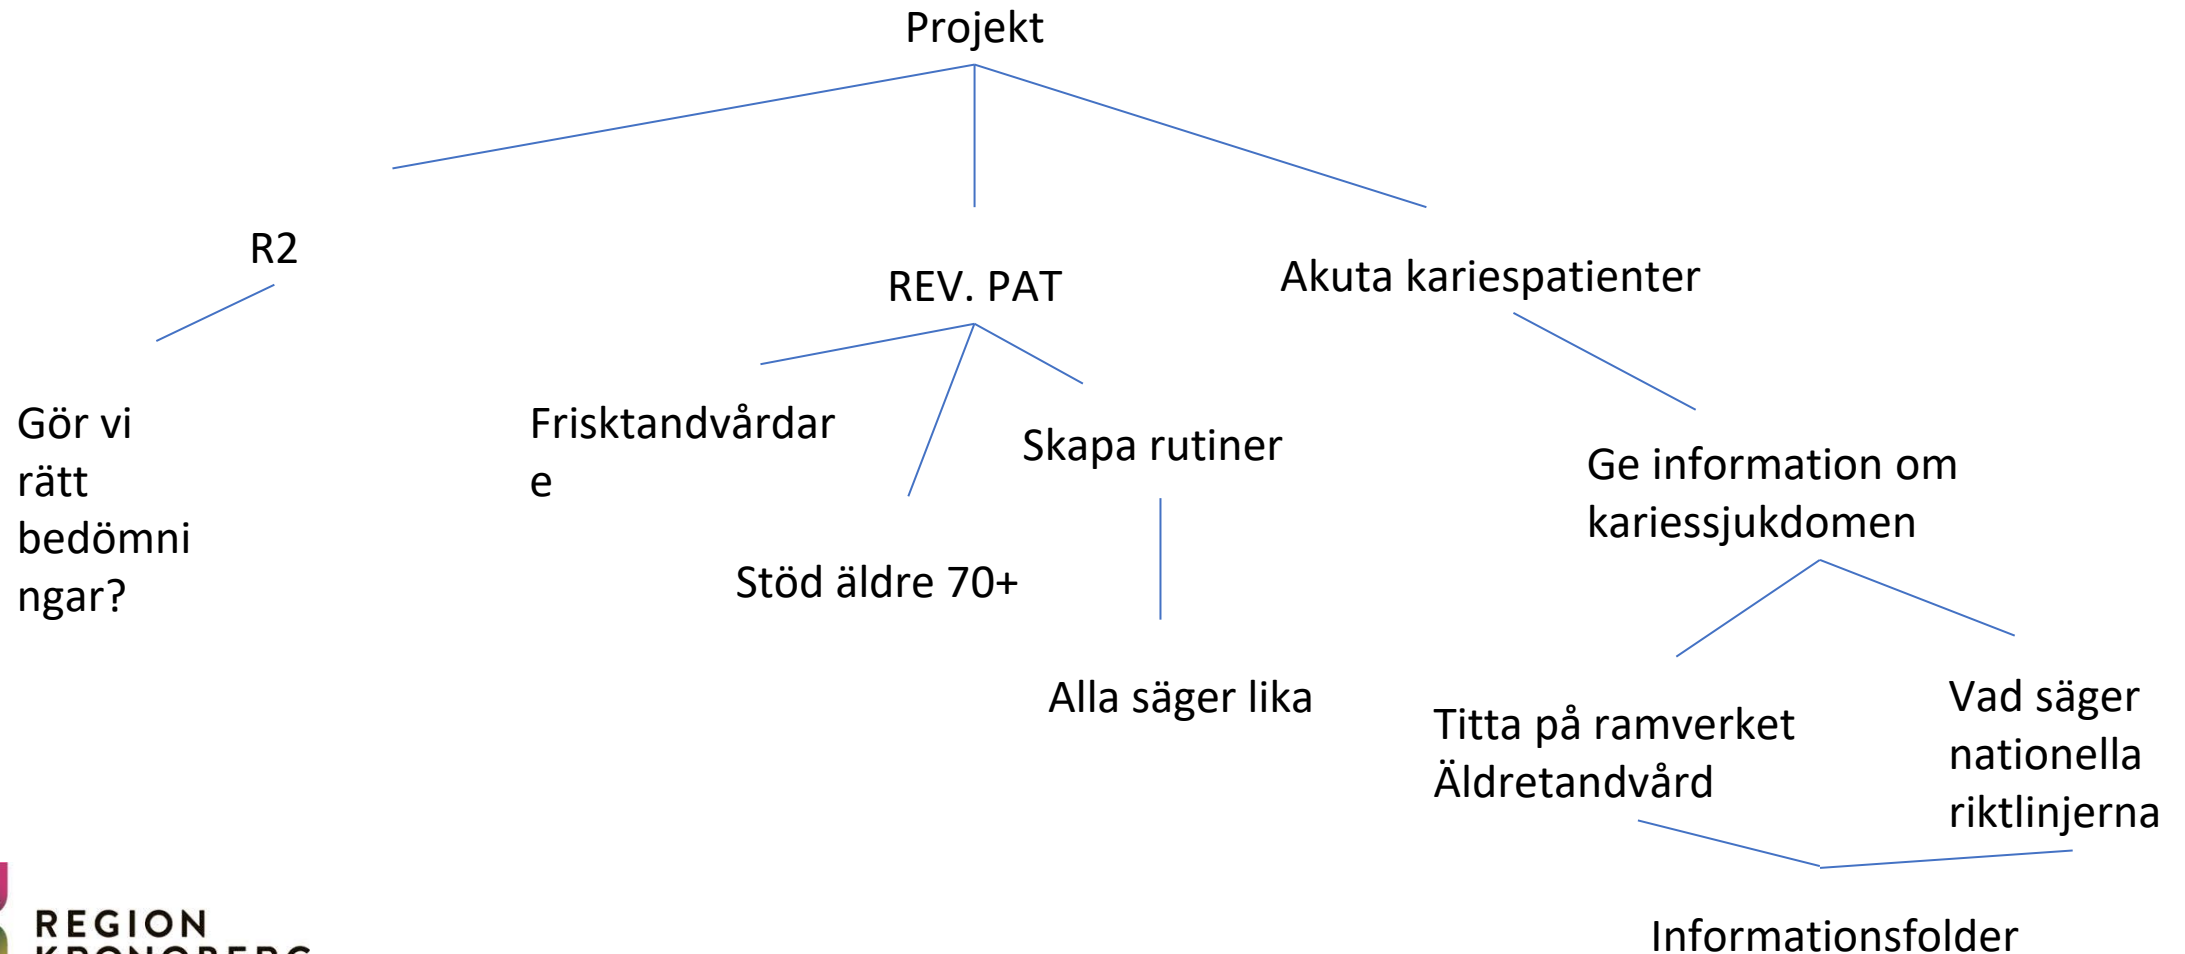 Projekt
R2
REV. PAT
Akuta kariespatienter
Gör vi
rätt
bedömni
ngar?
Frisktandvårdar
e
Stöd äldre 70+
Skapa rutiner
Alla säger lika
Ge information om
kariessjukdomen
Titta på ramverket
Äldretandvård
Vad säger
nationella
riktlinjerna
Informationsfolder
REGION
KRONOBERG